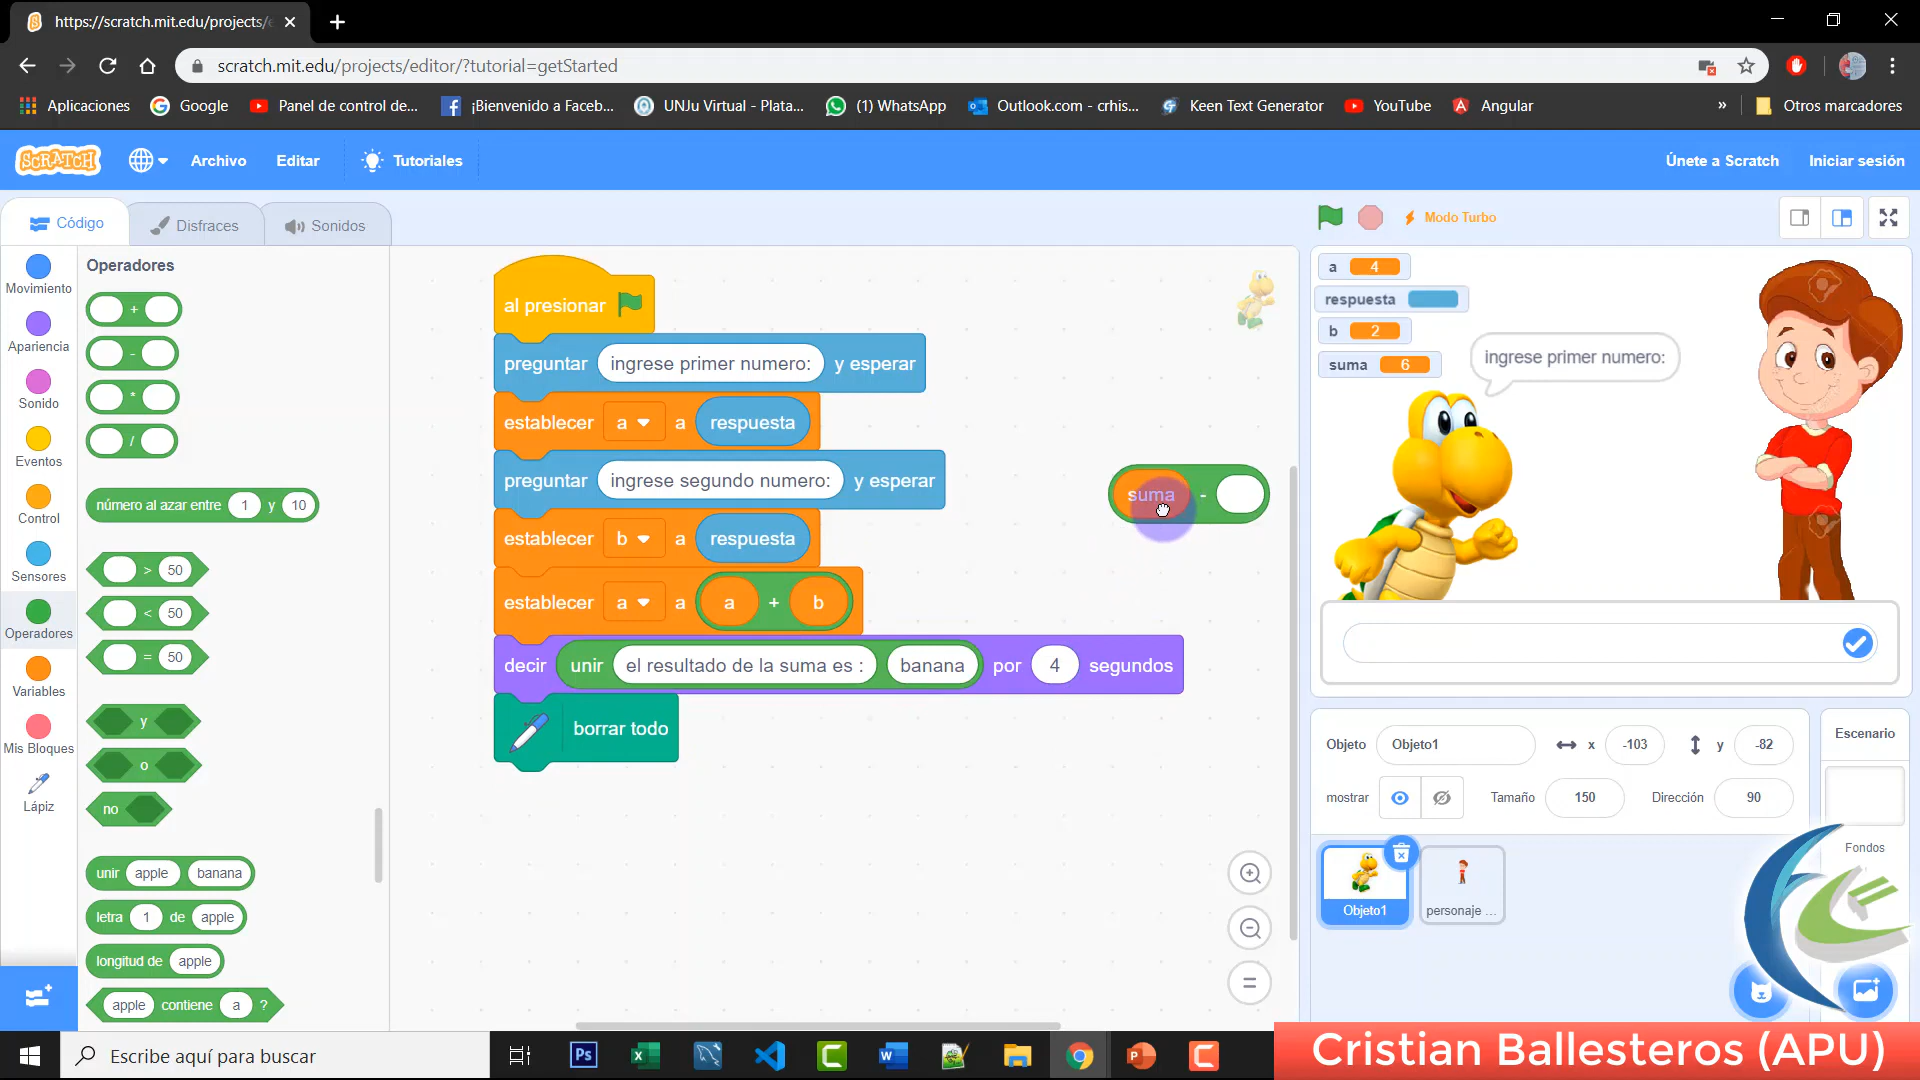 https://scratch.mit.edu/projects/e
scratch.mit.edu/projects/editor/?tutorial=getStarted
Aplicaciones
Google
Panel de control de...
¡Bienvenido a Faceb...
UNJu Virtual - Plata...
(1) WhatsApp
Outlook.com - crhis...
Keen Text Generator
YouTube
Angular
»
Otros marcadores
SCRATCH
Archivo
Editar
Tutoriales
Únete a Scratch
Iniciar sesión
Código
Disfraces
Sonidos
Modo Turbo
Movimiento
Apariencia
Sonido
Eventos
Control
Sensores
Operadores
Variables
Mis Bloques
Lápiz
Operadores
+
-
*
/
número al azar entre 1 y 10
> 50
< 50
= 50
y
o
no
unir apple banana
letra 1 de apple
longitud de apple
apple contiene a ?
al presionar
preguntar ingrese primer numero: y esperar
establecer a a respuesta
preguntar ingrese segundo numero: y esperar
establecer b a respuesta
establecer a a a + b
decir unir el resultado de la suma es : banana por 4 segundos
borrar todo
suma -
a 4
respuesta
b 2
suma 6
ingrese primer numero:
Objeto Objeto1 x -103 y -82
mostrar Tamaño 150 Dirección 90
Objeto1
personaje ...
Escenario
Fondos
Escribe aquí para buscar
Cristian Ballesteros (APU)